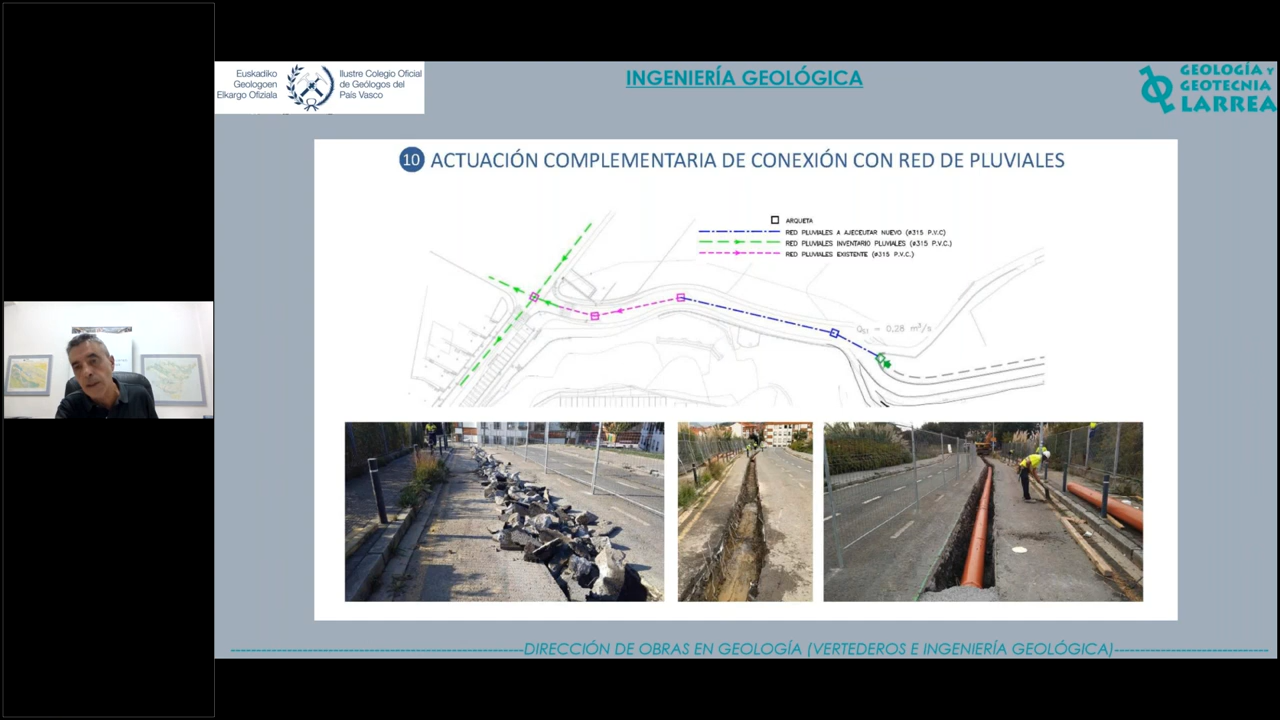 Euskadiko
Geologoen
Elkargo Ofiziala
Ilustre Colegio Oficial
de Geólogos del
País Vasco
INGENIERÍA GEOLÓGICA
GEOLOGÍA Y
GEOTECNIA
LARREA
10 ACTUACIÓN COMPLEMENTARIA DE CONEXIÓN CON RED DE PLUVIALES
ARQUETA
RED PLUVIALES A AJECEUTAR NUEVO (ø315 P.V.C)
RED PLUVIALES INVENTARIO PLUVIALES (ø315 P.V.C.)
RED PLUVIALES EXISTENTE (ø315 P.V.C.)
= 0,28 m³/s
DIRECCIÓN DE OBRAS EN GEOLOGÍA (VERTEDEROS E INGENIERÍA GEOLÓGICA)